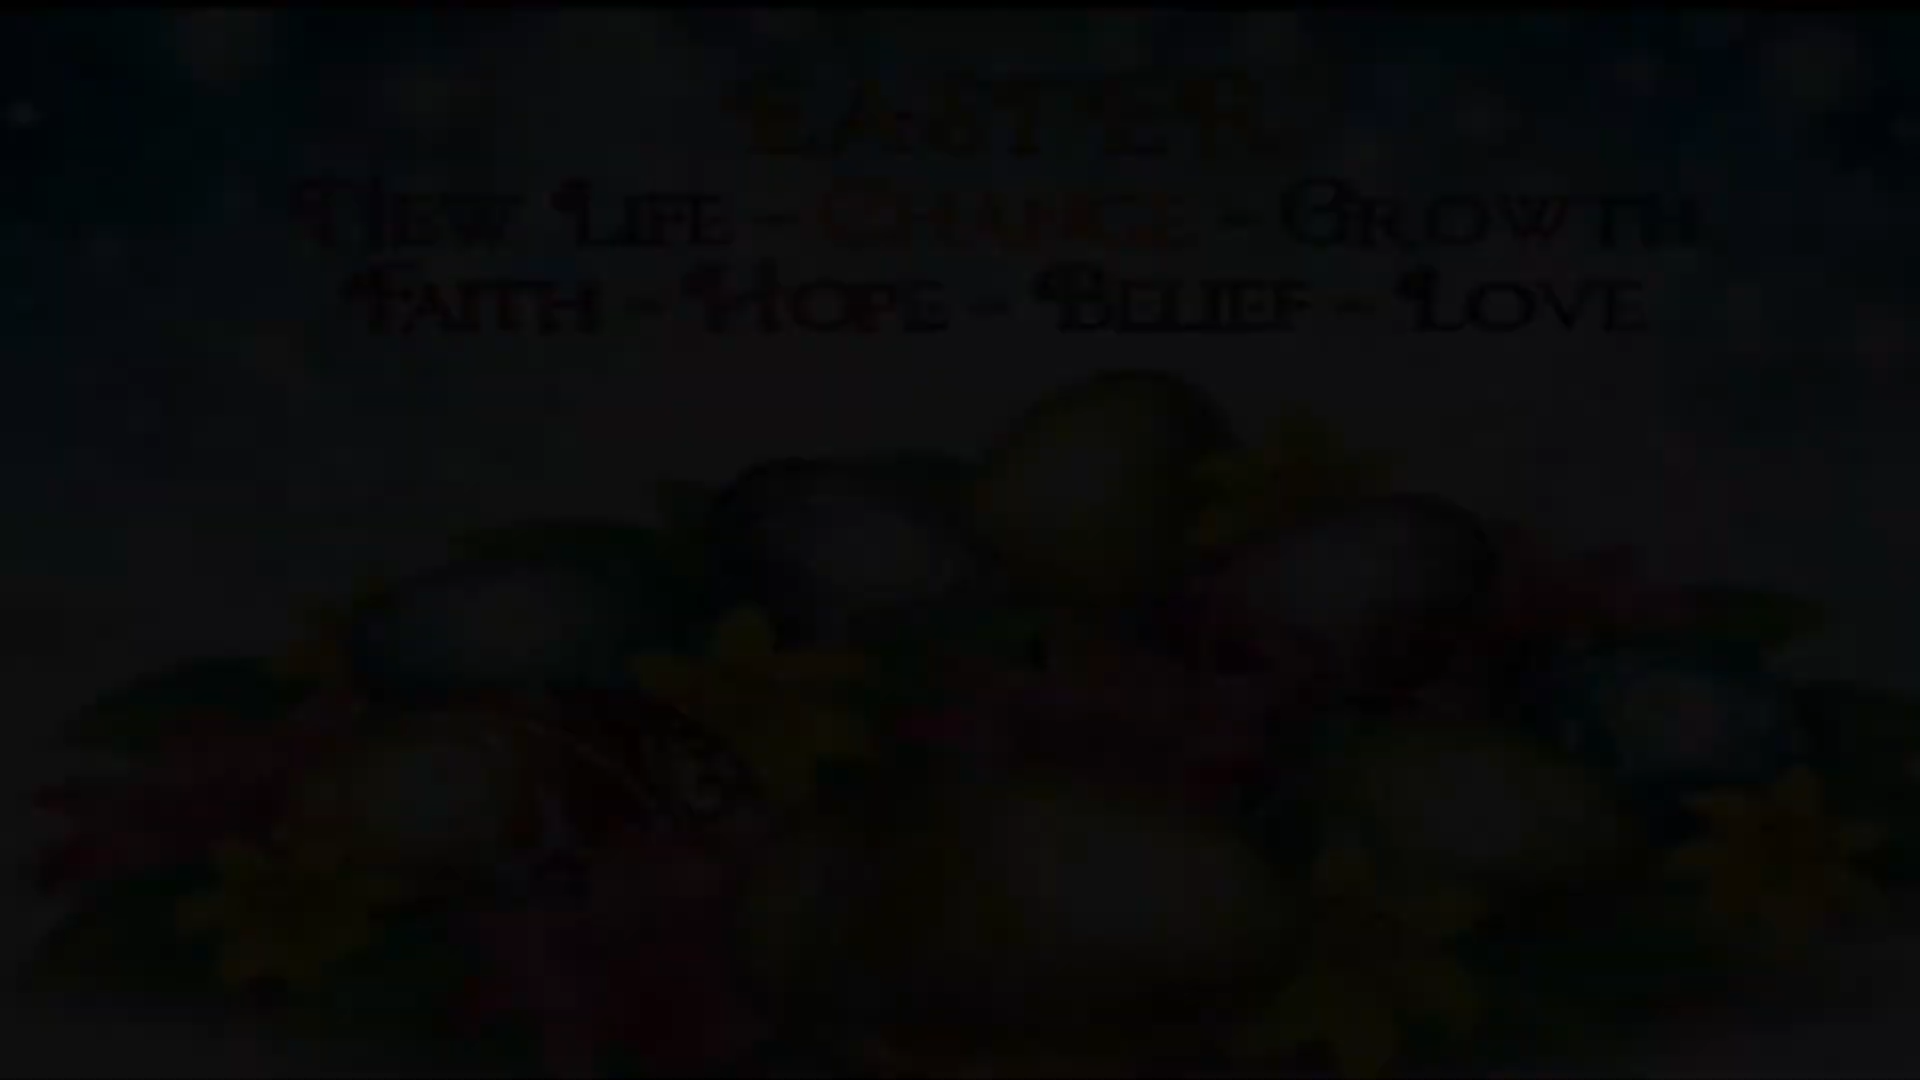 EASTER
NEW LIFE - CHANGE - GROWTH
FAITH - HOPE - BELIEF - LOVE